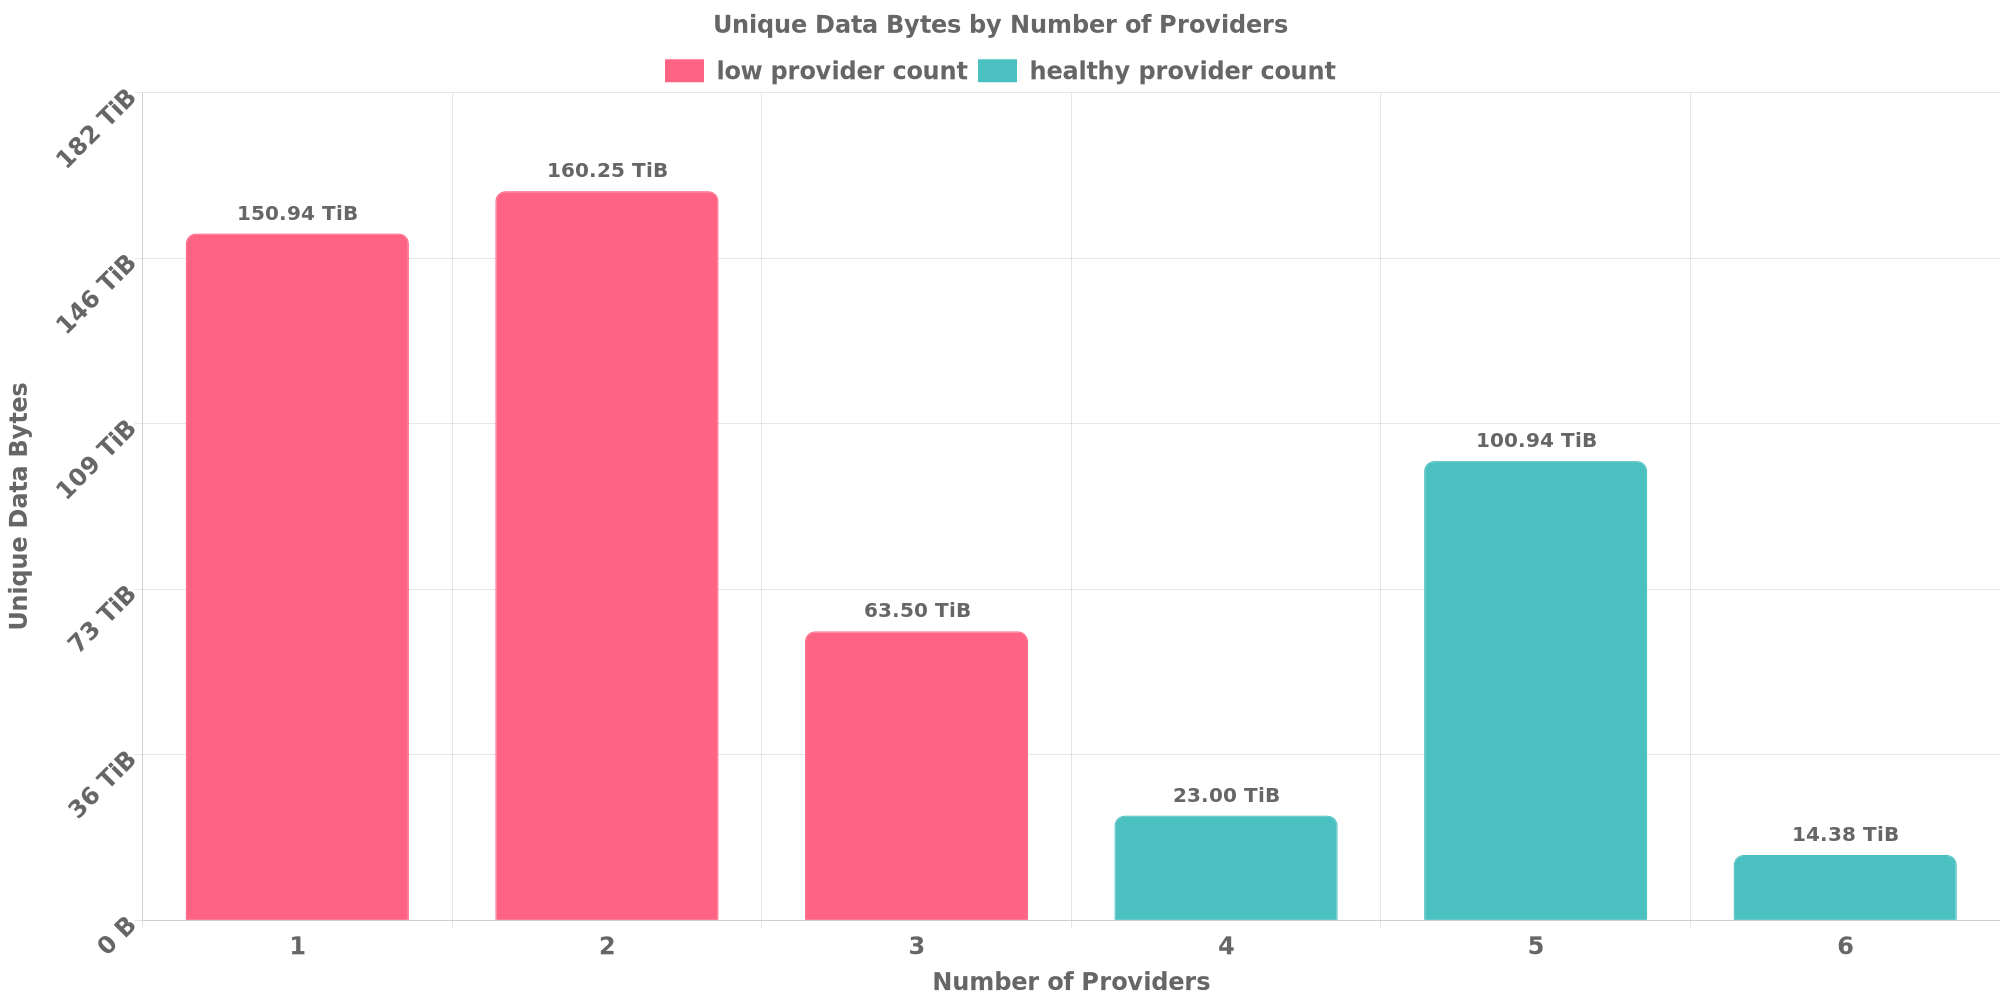 Unique Data Bytes by Number of Providers
low provider count healthy provider count
182 TiB
146 TiB
109 TiB
73 TiB
36 TiB
0 B
Unique Data Bytes
150.94 TiB
160.25 TiB
63.50 TiB
23.00 TiB
100.94 TiB
14.38 TiB
1 2 3 4 5 6
Number of Providers